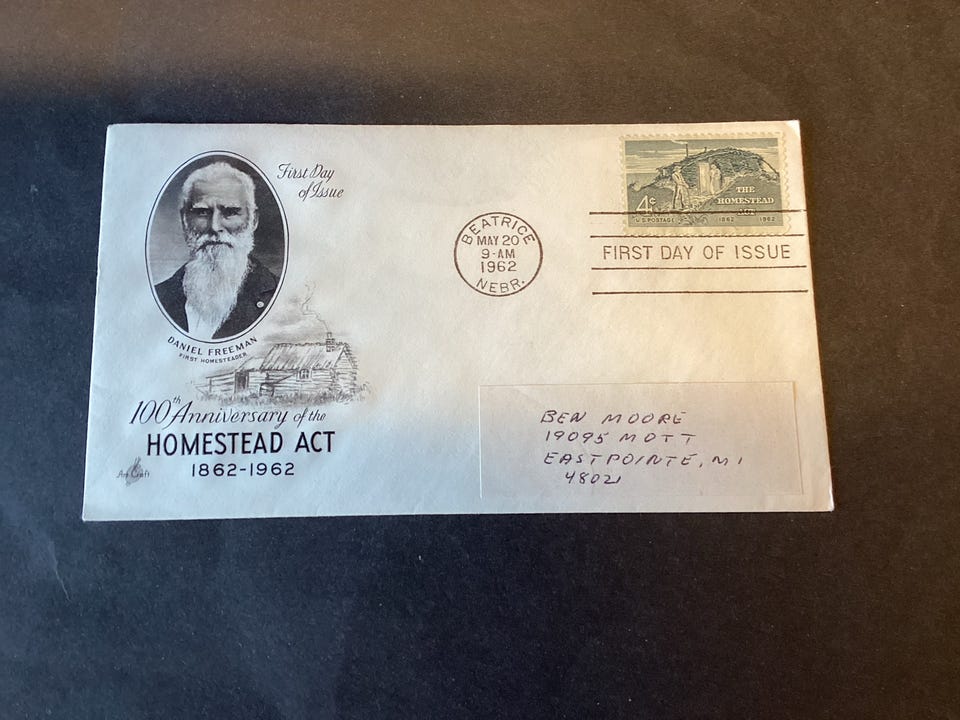 First Day
of Issue
DANIEL FREEMAN
FIRST HOMESTEADER
100th Anniversary of the
HOMESTEAD ACT
1862-1962
Art Craft
BEATRICE
MAY 20
9-AM
1962
NEBR.
4¢
U.S. POSTAGE
THE
HOMESTEAD
ACT
1862 1962
FIRST DAY OF ISSUE
BEN MOORE
19095 MOTT
EASTPOINTE, MI
48021